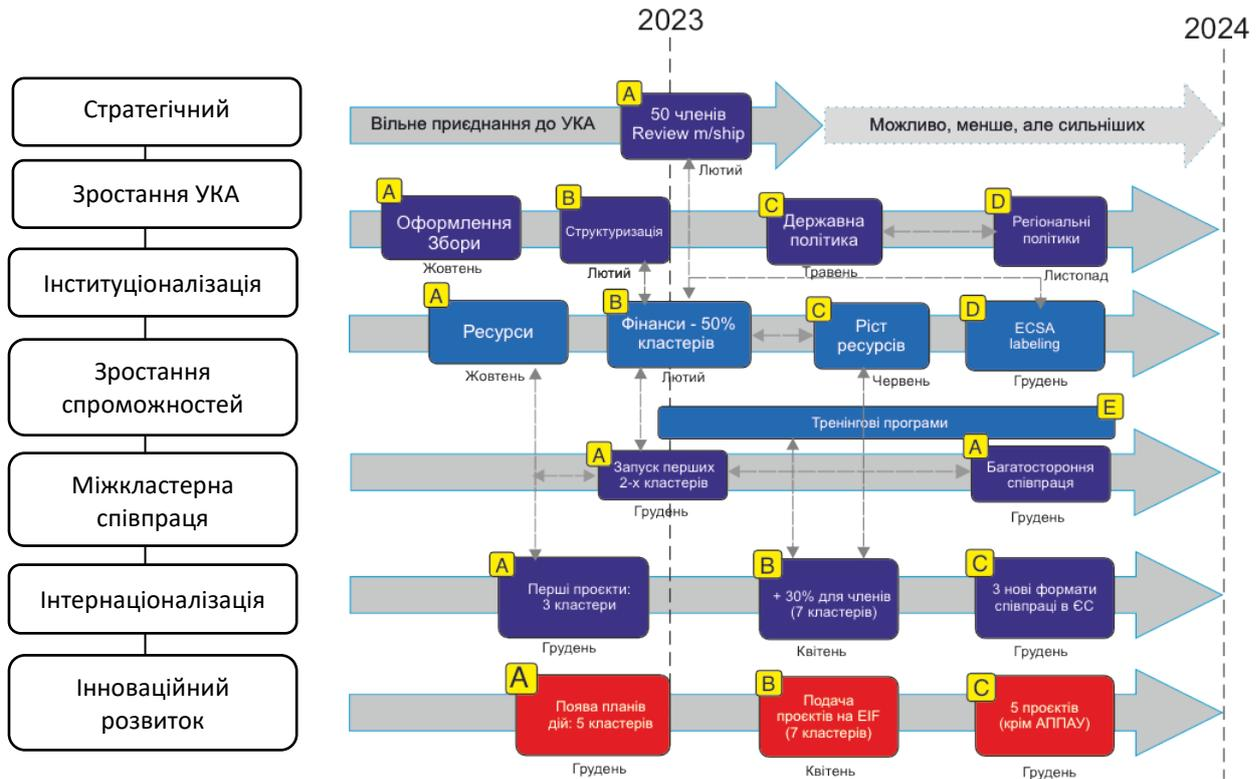 2023
2024
Стратегічний
Зростання УКА
Інституціоналізація
Зростання
спроможностей
Міжкластерна
співпраця
Інтернаціоналізація
Інноваційний
розвиток
Вільне приєднання до УКА
A
50 членів
Review m/ship
Лютий
Можливо, менше, але сильніших
A
Оформлення
Збори
Жовтень
B
Структуризація
Лютий
C
Державна
політика
Травень
D
Регіональні
політики
Листопад
A
Ресурси
Жовтень
B
Фінанси - 50%
кластерів
Лютий
C
Ріст
ресурсів
Червень
D
ECSA
labeling
Грудень
Тренінгові програми
E
A
Запуск перших
2-х кластерів
Грудень
A
Багатостороння
співпраця
Грудень
A
Перші проєкти:
3 кластери
Грудень
B
+ 30% для членів
(7 кластерів)
Квітень
C
3 нові формати
співпраці в ЄС
Грудень
A
Поява планів
дій: 5 кластерів
Грудень
B
Подача
проєктів на EIF
(7 кластерів)
Квітень
C
5 проєктів
(крім АППАУ)
Грудень